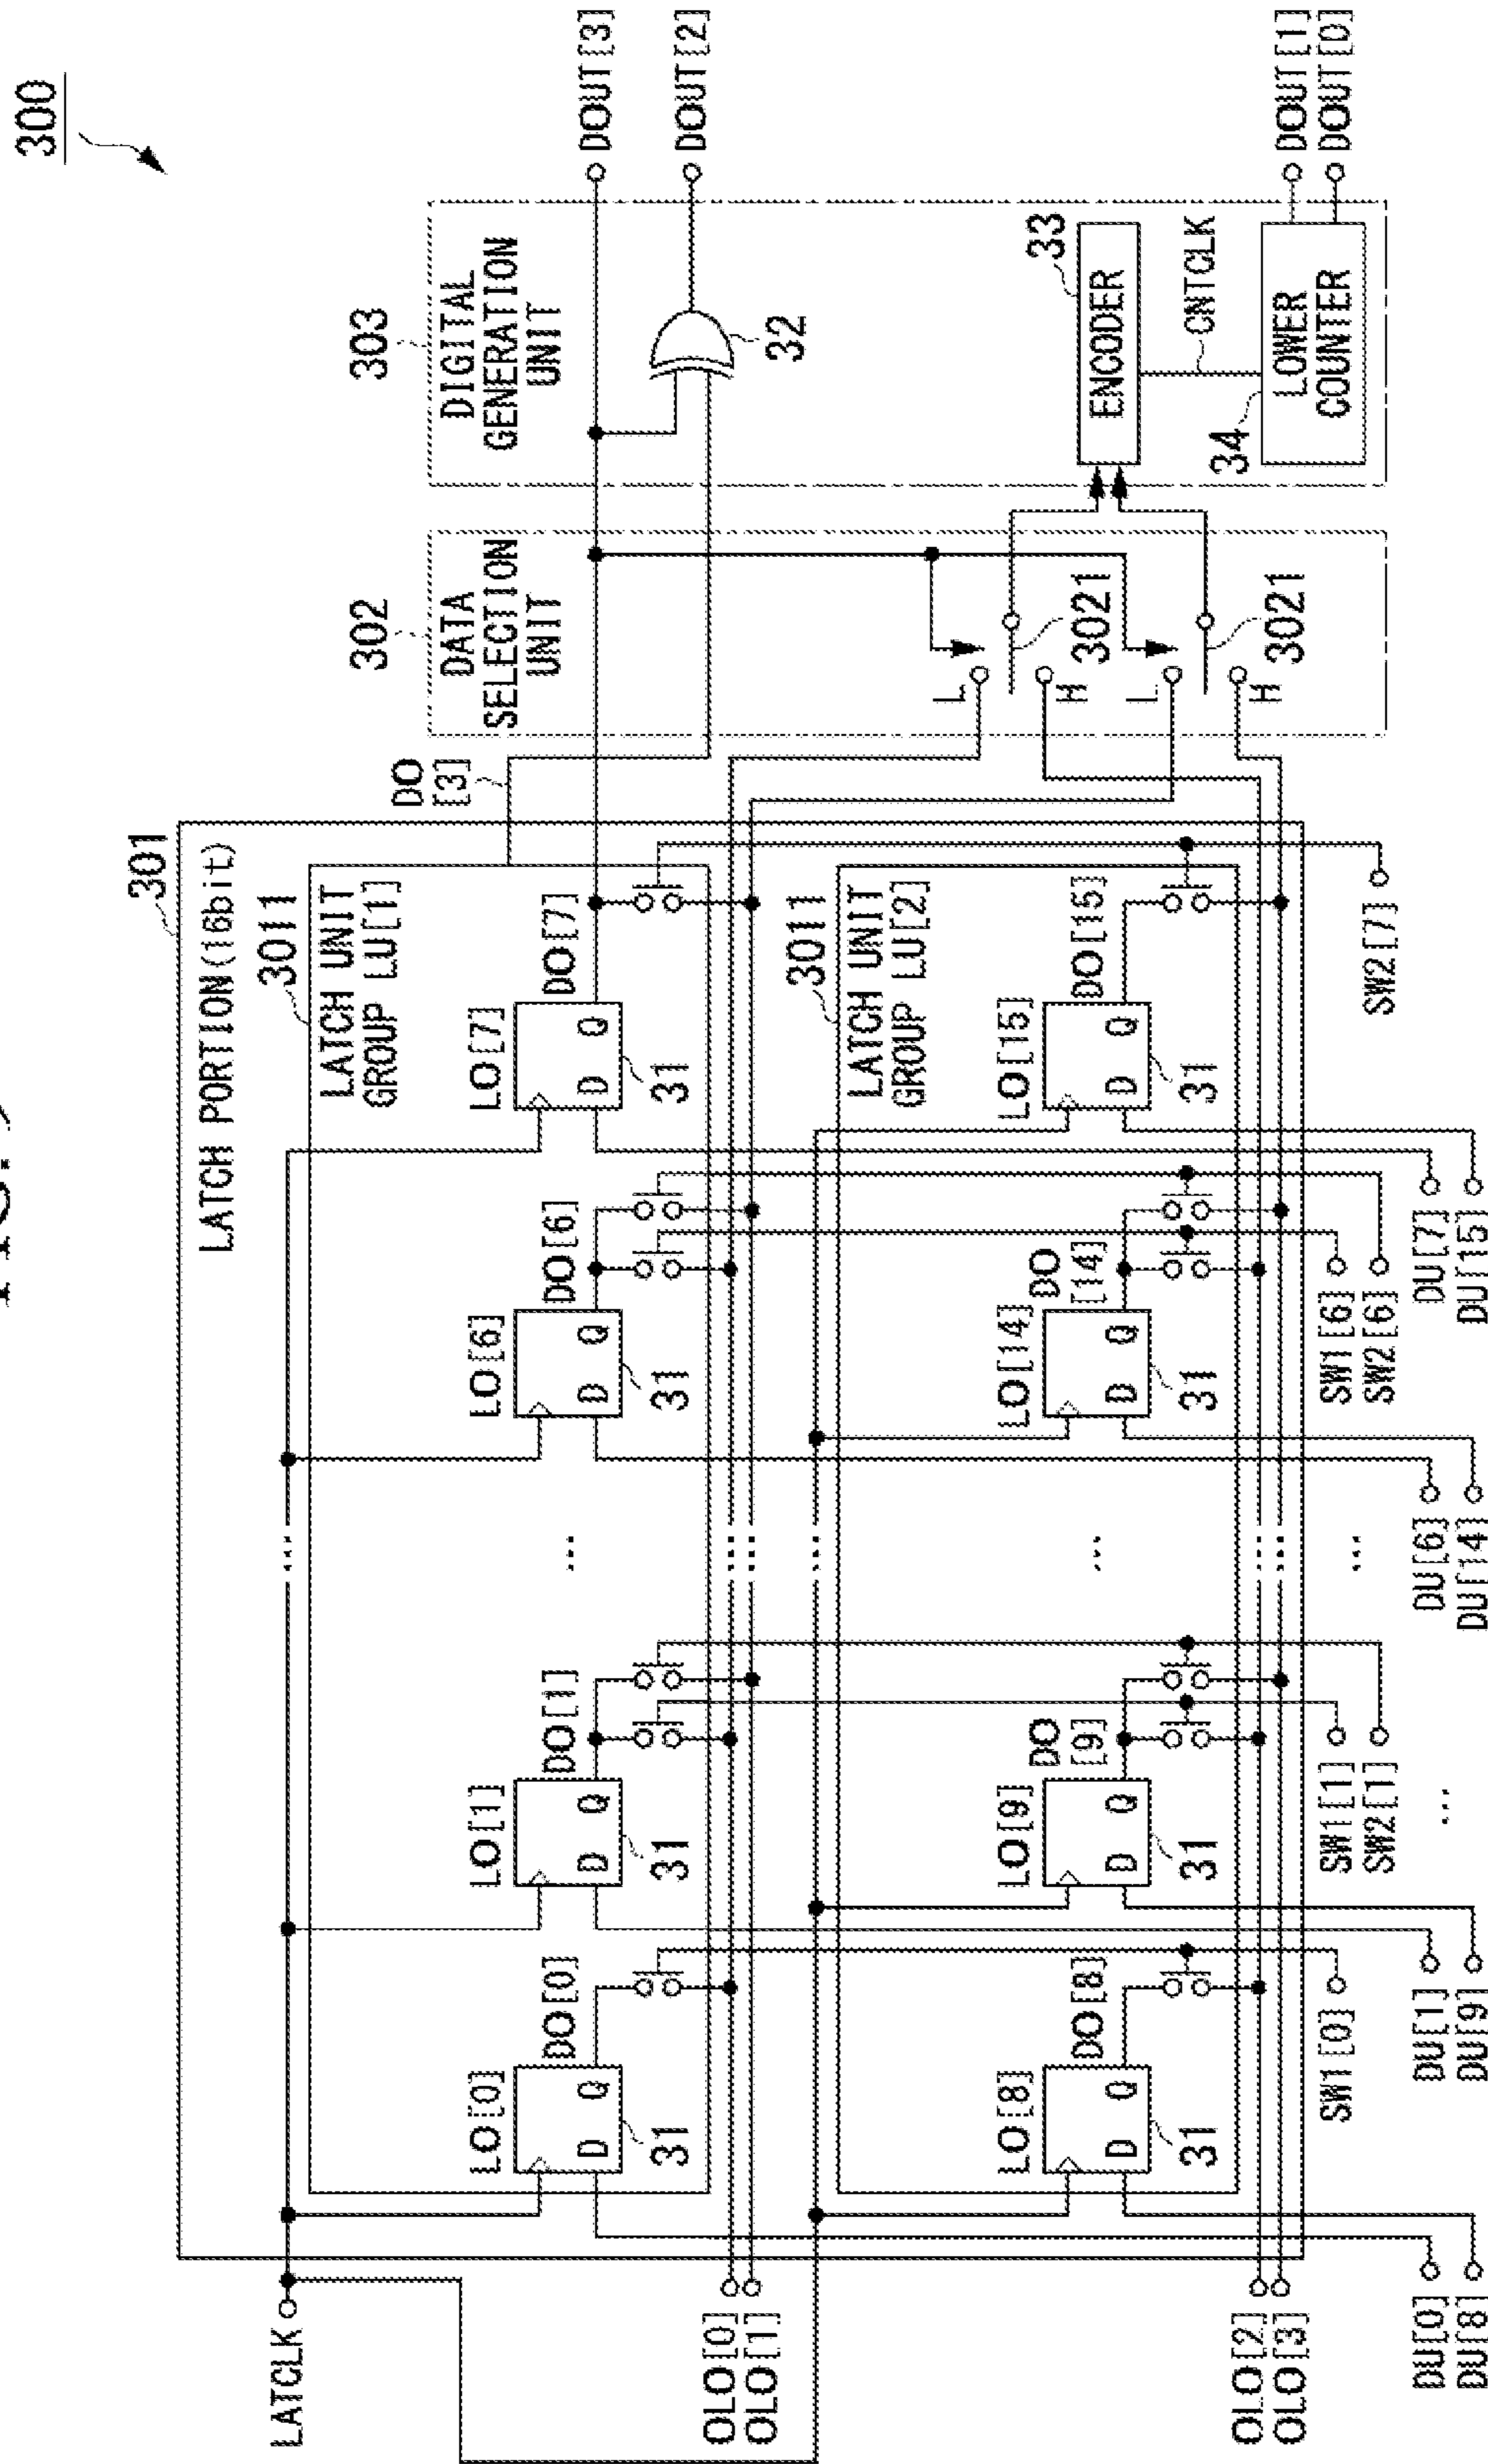 300
301
LATCH PORTION(16bit)
3011
LATCH UNIT
GROUP LU[1]
LATCLK
LO[0]
D Q
31
DO[0]
LO[1]
D Q
31
DO[1]
...
LO[6]
D Q
31
DO[6]
LO[7]
D Q
31
DO[7]
DO
[3]
OLO[0]
OLO[1]
3011
LATCH UNIT
GROUP LU[2]
LO[8]
D Q
31
DO[8]
LO[9]
D Q
31
DO
[9]
...
LO[14]
D Q
31
DO
[14]
LO[15]
D Q
31
DO[15]
OLO[2]
OLO[3]
SW1[0]
SW1[1]
SW2[1]
...
SW1[6]
SW2[6]
SW2[7]
DU[0]
DU[8]
DU[1]
DU[9]
...
DU[6]
DU[14]
DU[7]
DU[15]
302
DATA
SELECTION
UNIT
L
H
3021
L
H
3021
303
DIGITAL
GENERATION
UNIT
32
33
ENCODER
CNTCLK
34
LOWER
COUNTER
DOUT[3]
DOUT[2]
DOUT[1]
DOUT[0]